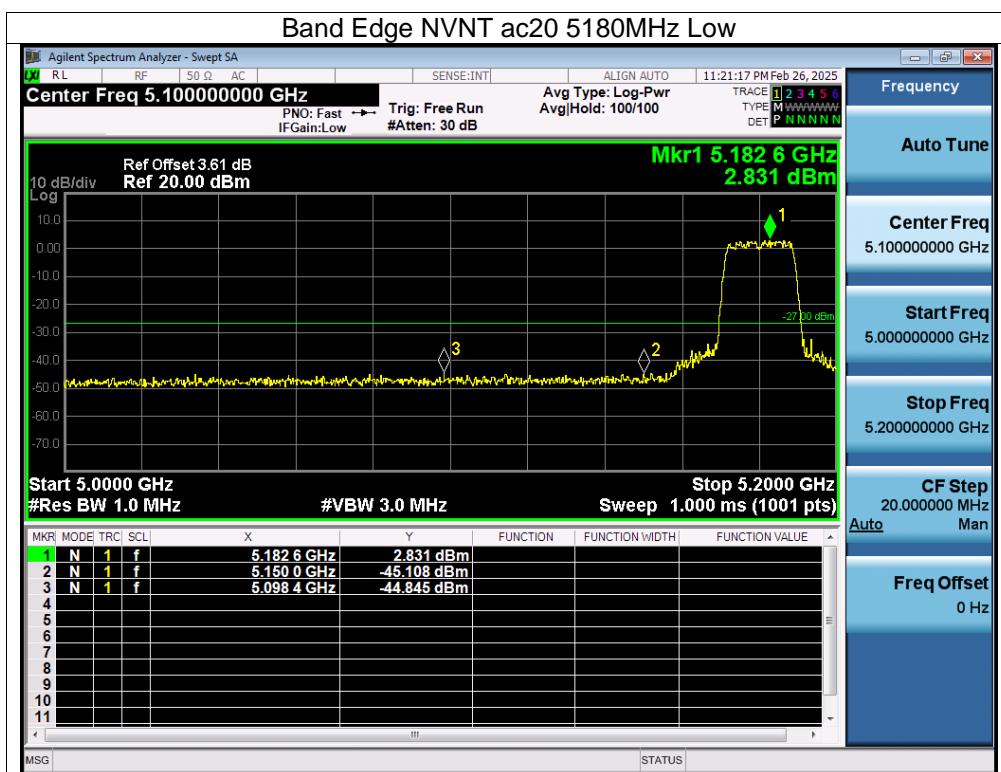 Band Edge NVNT ac20 5180MHz Low
Agilent Spectrum Analyzer - Swept SA
LXI RL RF 50 Ω AC SENSE:INT ALIGN AUTO 11:21:17 PM Feb 26, 2025
Center Freq 5.100000000 GHz
PNO: Fast
IFGain:Low
Trig: Free Run
#Atten: 30 dB
Avg Type: Log-Pwr
Avg|Hold: 100/100
TRACE 1 2 3 4 5 6
TYPE M WWWWW
DET P N N N N N
Mkr1 5.182 6 GHz
2.831 dBm
Ref Offset 3.61 dB
10 dB/div Ref 20.00 dBm
Log
10.0
0.00
-10.0
-20.0
-30.0
-40.0
-50.0
-60.0
-70.0
1
-27.00 dBm
3
2
Start 5.0000 GHz Stop 5.2000 GHz
#Res BW 1.0 MHz #VBW 3.0 MHz Sweep 1.000 ms (1001 pts)
MKR MODE TRC SCL X Y FUNCTION FUNCTION WIDTH FUNCTION VALUE
1 N 1 f 5.182 6 GHz 2.831 dBm
2 N 1 f 5.150 0 GHz -45.108 dBm
3 N 1 f 5.098 4 GHz -44.845 dBm
4
5
6
7
8
9
10
11
MSG STATUS
Frequency
Auto Tune
Center Freq
5.100000000 GHz
Start Freq
5.000000000 GHz
Stop Freq
5.200000000 GHz
CF Step
20.000000 MHz
Auto Man
Freq Offset
0 Hz